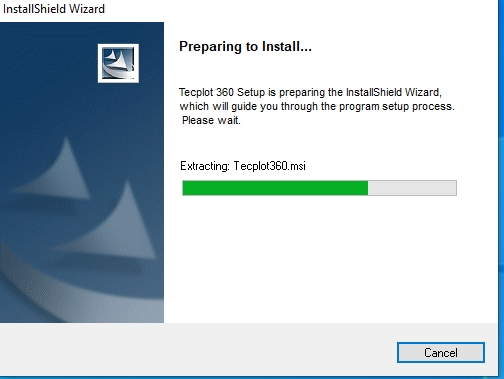 InstallShield Wizard
Preparing to Install...
Tecplot 360 Setup is preparing the InstallShield Wizard,
which will guide you through the program setup process.
Please wait.
Extracting: Tecplot360.msi
Cancel